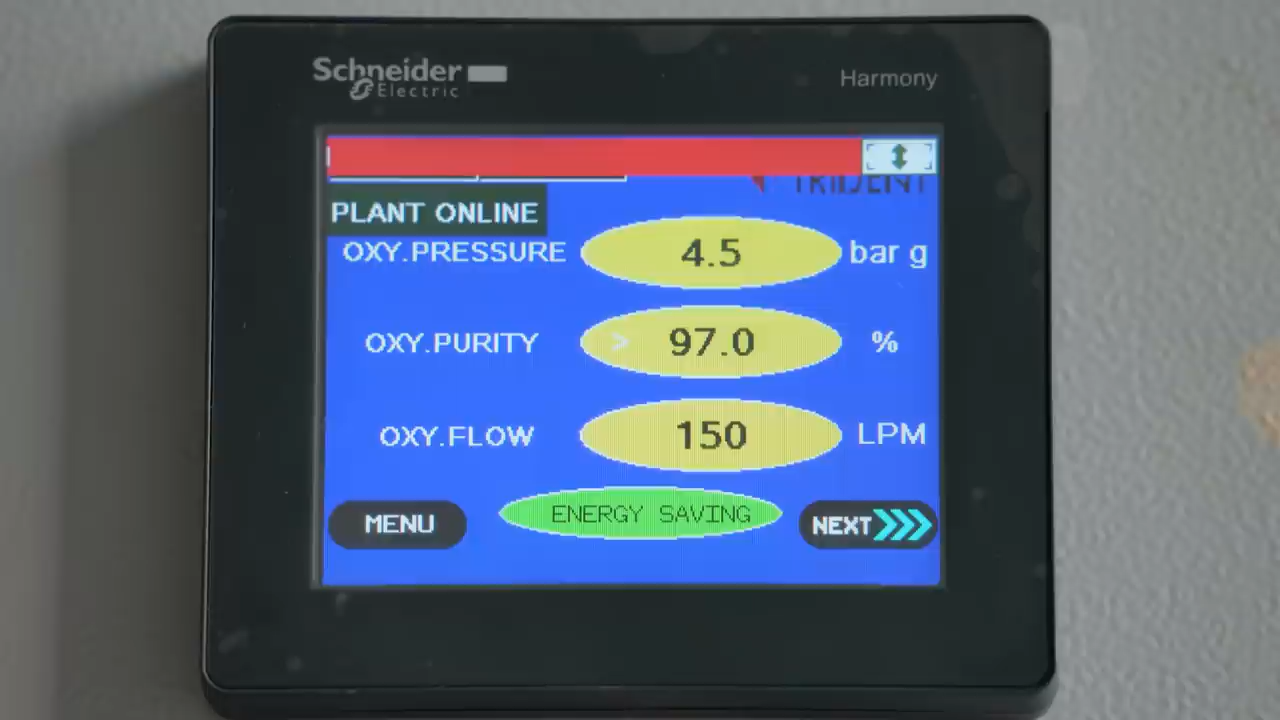 Schneider
Electric
Harmony
TRIDENT
PLANT ONLINE
OXY.PRESSURE 4.5 bar g
OXY.PURITY > 97.0 %
OXY.FLOW 150 LPM
MENU ENERGY SAVING NEXT